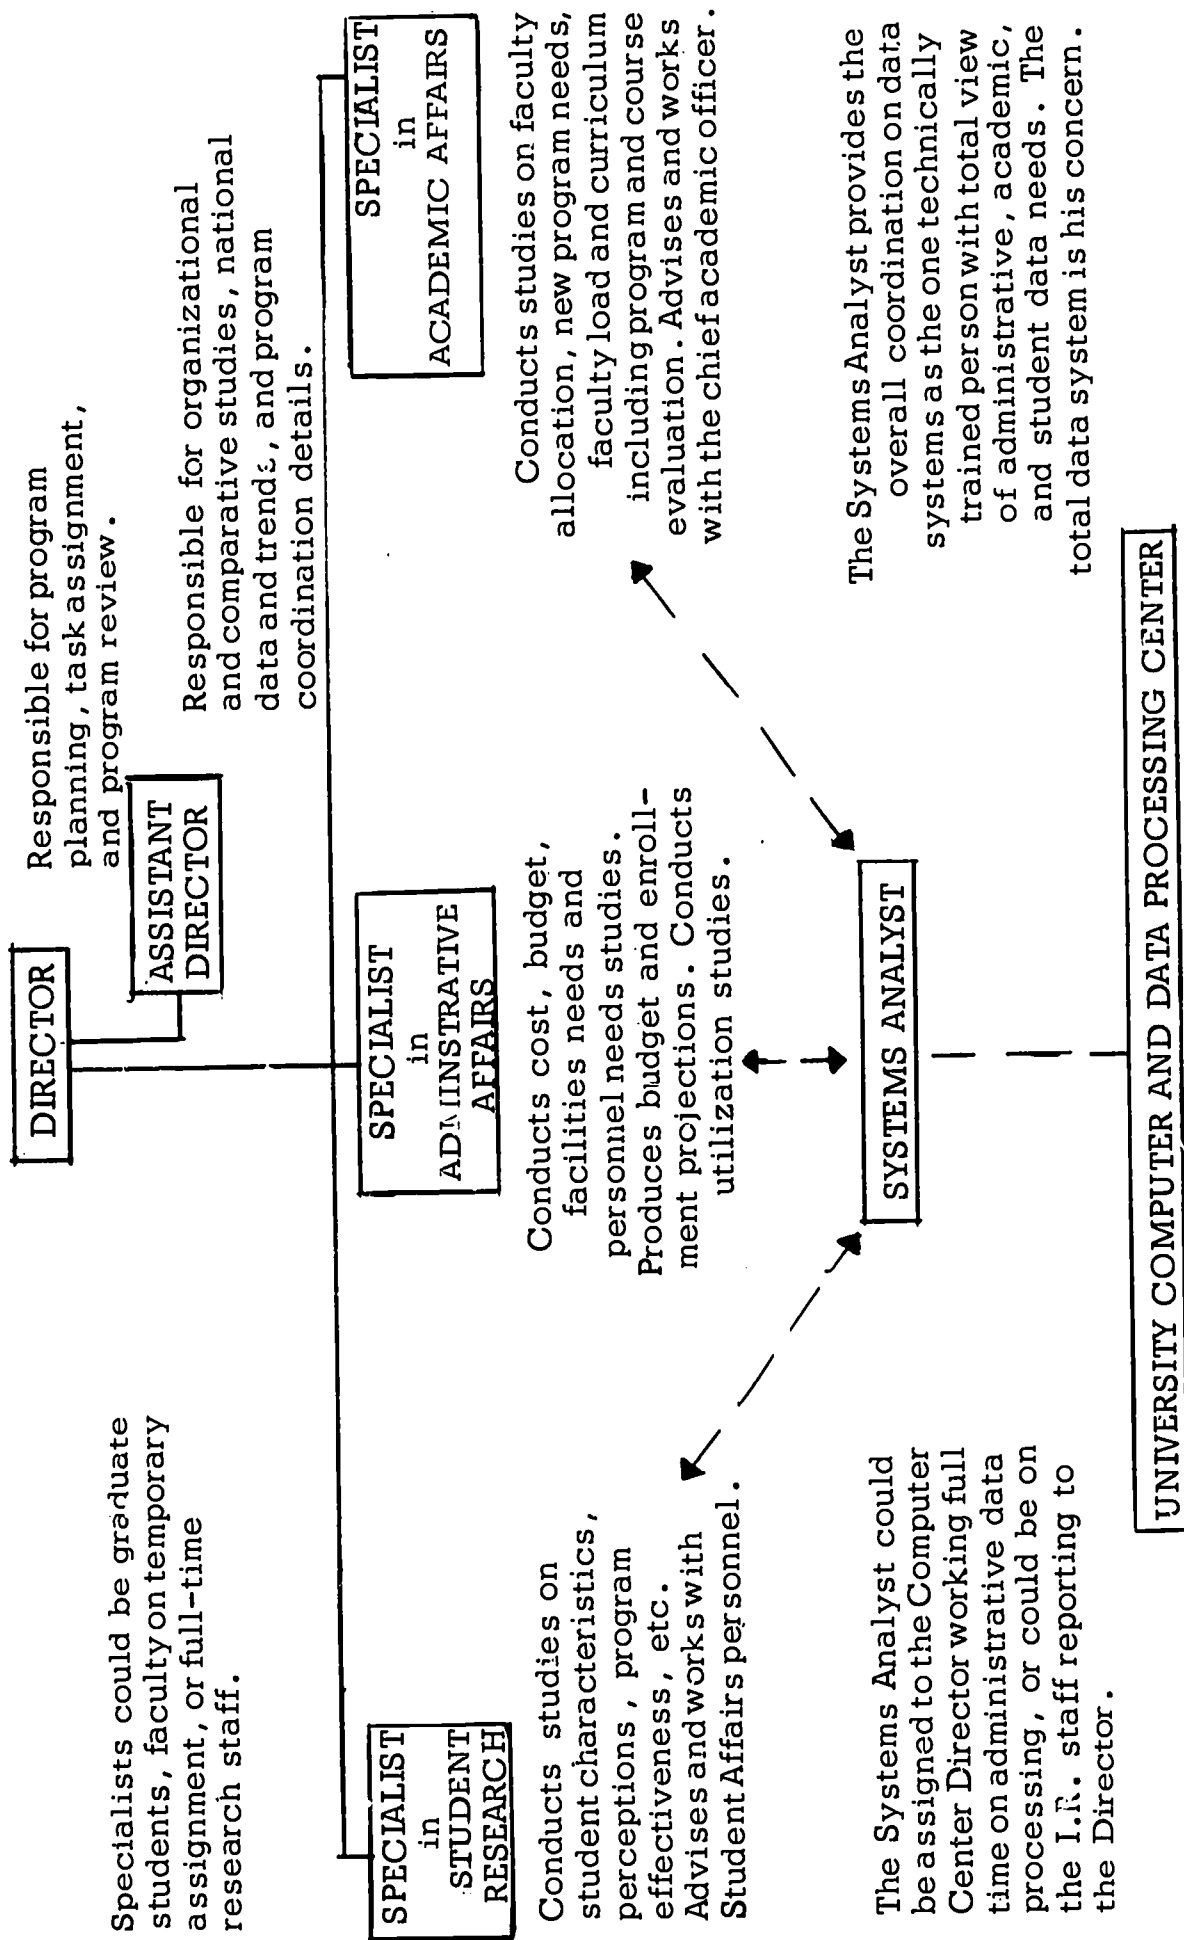 DIRECTOR
Responsible for program
planning, task assignment,
and program review.
ASSISTANT
DIRECTOR
Responsible for organizational
and comparative studies, national
data and trends, and program
coordination details.
Specialists could be graduate
students, faculty on temporary
assignment, or full-time
research staff.
SPECIALIST
in
STUDENT
RESEARCH
Conducts studies on
student characteristics,
perceptions, program
effectiveness, etc.
Advises and works with
Student Affairs personnel.
SPECIALIST
in
ADMINISTRATIVE
AFFAIRS
Conducts cost, budget,
facilities needs and
personnel needs studies.
Produces budget and enroll-
ment projections. Conducts
utilization studies.
SPECIALIST
in
ACADEMIC AFFAIRS
Conducts studies on faculty
allocation, new program needs,
faculty load and curriculum
including program and course
evaluation. Advises and works
with the chief academic officer.
The Systems Analyst could
be assigned to the Computer
Center Director working full
time on administrative data
processing, or could be on
the I.R. staff reporting to
the Director.
SYSTEMS ANALYST
The Systems Analyst provides the
overall coordination on data
systems as the one technically
trained person with total view
of administrative, academic,
and student data needs. The
total data system is his concern.
UNIVERSITY COMPUTER AND DATA PROCESSING CENTER